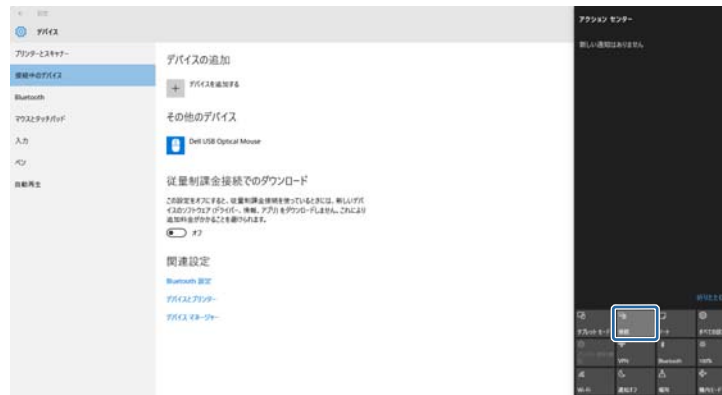 設定
デバイス
プリンターとスキャナー
接続中のデバイス
Bluetooth
マウスとタッチパッド
入力
ペン
自動再生
デバイスの追加
デバイスを追加する
その他のデバイス
Dell USB Optical Mouse
従量制課金接続でのダウンロード
この設定をオフにすると、従量制課金接続を使っているときには、新しいデバ
イスのソフトウェア (ドライバー、情報、アプリ) をダウンロードしません。これにより
追加料金がかかることを避けられます。
オフ
関連設定
Bluetooth 設定
デバイスとプリンター
デバイス マネージャー
アクション センター
新しい通知はありません
折りたたむ
タブレット モード
接続
ノート
すべての設
VPN
Bluetooth
100%
Wi-Fi
通知オフ
機内モード